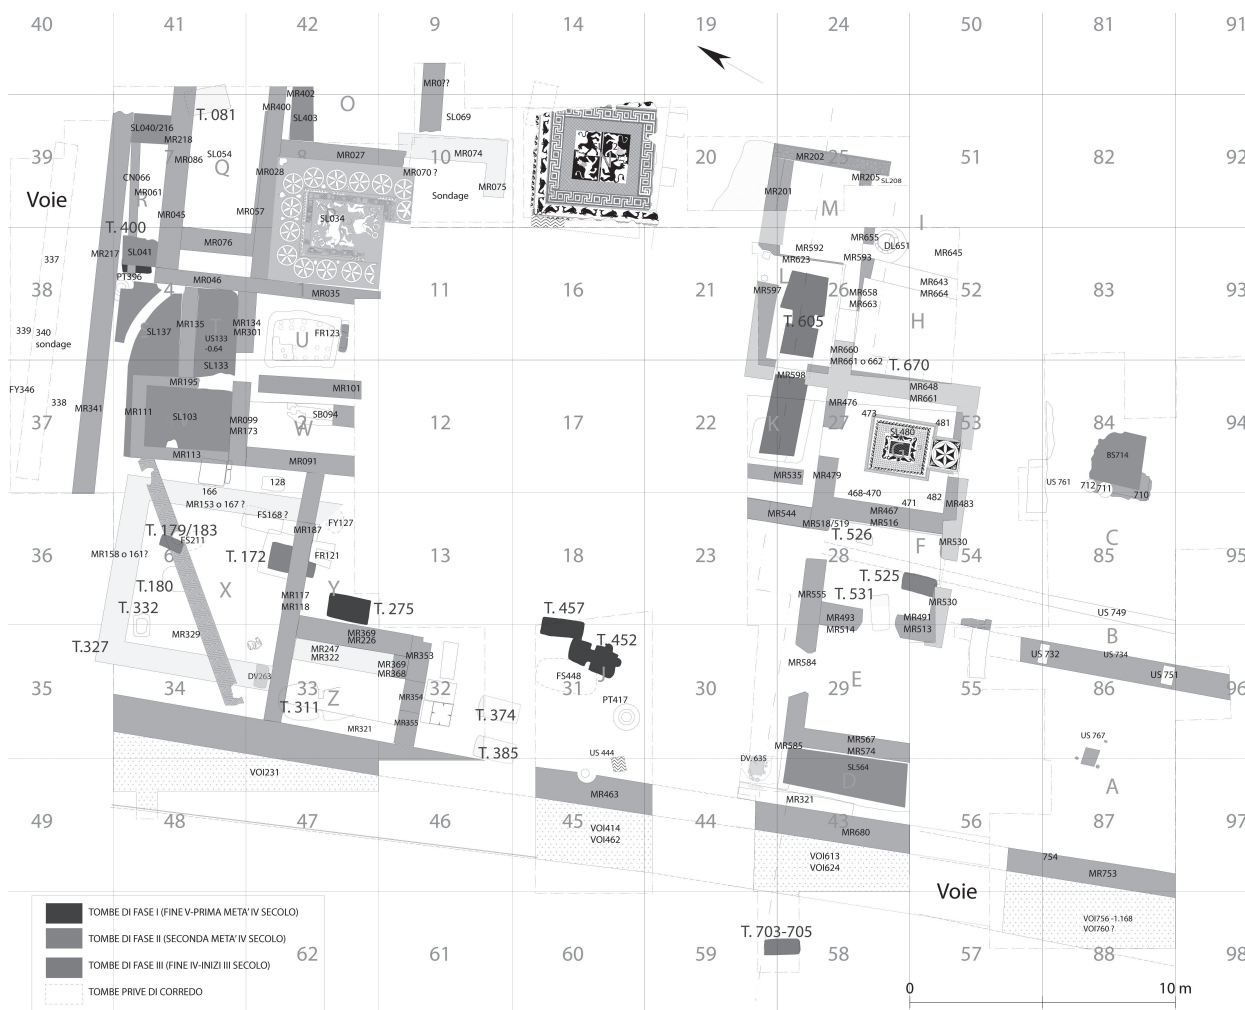 40 41 42 9 14 19 24 50 81 91
MR0??
MR402
MR400 O
T. 081 SL403 SL069
SL040/216
MR218
39 7 MR086 SL054 Q 8 MR027 10 MR074 20 MR202 25 51 82 92
MR028 MR070 ?
CN066 MR205 SL208
MR061 MR075 MR201
Voie R MR057 Sondage M
MR045 SL034
T. 400 I
MR076 MR655 DL651
MR217 SL041 MR592 MR593 MR645
337 MR623
PT396 MR046 L
38 4 1 MR035 11 16 21 MR597 26 MR658 MR643 52 83 93
MR663 MR664
339 340 SL137 MR135 T MR134 U FR123 T. 605 H
sondage US133 MR301
-0.64 MR660
SL133 MR661 o 662 T. 670
FY346 MR195 MR101 MR598 MR648
338 MR341 MR111 SL103 MR476 MR661
SB094 473
37 MR099 2 12 17 22 K 27 SL480 481 53 84 94
MR173 W G
MR113 MR091 BS714
MR535 MR479
128 US 761 712 711
166 468-470 482 710
MR153 o 167 ? 471 MR483
FS168 ? FY127 MR544 MR467
T. 179/183 MR187 MR518/519 MR516
FS211 T. 526 C
36 MR158 o 161? 6 T. 172 FR121 13 18 23 28 F MR530 54 85 95
T.180 X Y T. 525
MR117 MR555 T. 531
T. 332 MR118 T. 275 T. 457 MR530
MR493 MR491 US 749
MR329 MR369 MR514 MR513
T.327 MR226 T. 452 B
MR247 MR353 US 732 US 734
MR322 MR369 MR584
DV263 MR368 FS448 J US 751
35 34 33 Z MR354 32 31 30 29 E 55 86 96
T. 311 PT417
T. 374
MR321 MR355 MR567 US 767
T. 385 US 444 MR585 MR574
DV. 635 SL564
VOI231 D A
MR463 MR321
49 48 47 46 45 44 43 56 87 97
VOI414 MR680
VOI462
VOI613 754
VOI624 MR753
Voie
TOMBE DI FASE I (FINE V-PRIMA META' IV SECOLO)
VOI756 -1.168
VOI760 ?
TOMBE DI FASE II (SECONDA META' IV SECOLO)
T. 703-705
62 61 60 59 58 57 88 98
TOMBE DI FASE III (FINE IV-INIZI III SECOLO)
TOMBE PRIVE DI CORREDO
0 10 m